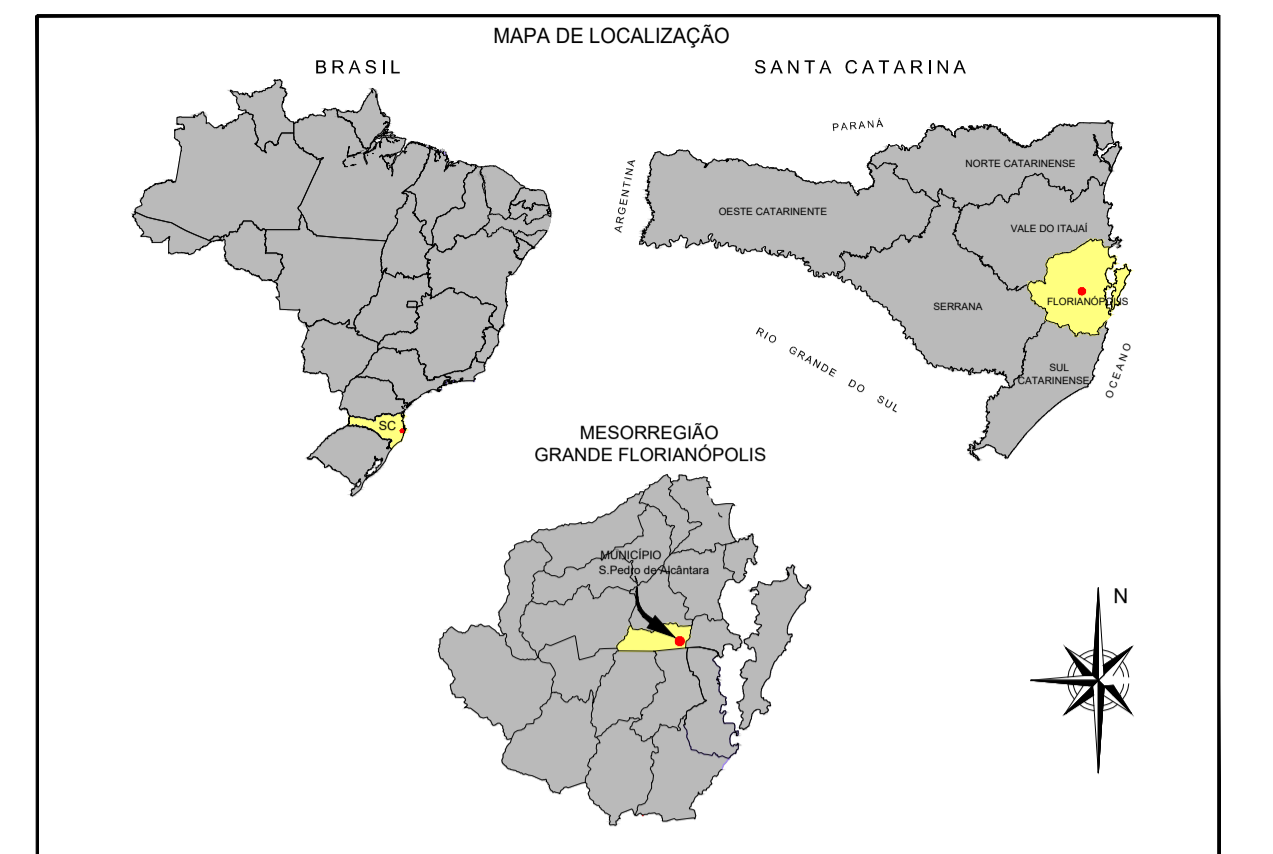 MAPA DE LOCALIZAÇÃO
BRASIL
SC
SANTA CATARINA
PARANÁ
ARGENTINA
NORTE CATARINENSE
OESTE CATARINENTE
VALE DO ITAJAÍ
FLORIANÓPOLIS
SERRANA
RIO GRANDE DO SUL
SUL
CATARINENSE
OCEANO
MESORREGIÃO
GRANDE FLORIANÓPOLIS
MUNICÍPIO
S.Pedro de Alcântara
N